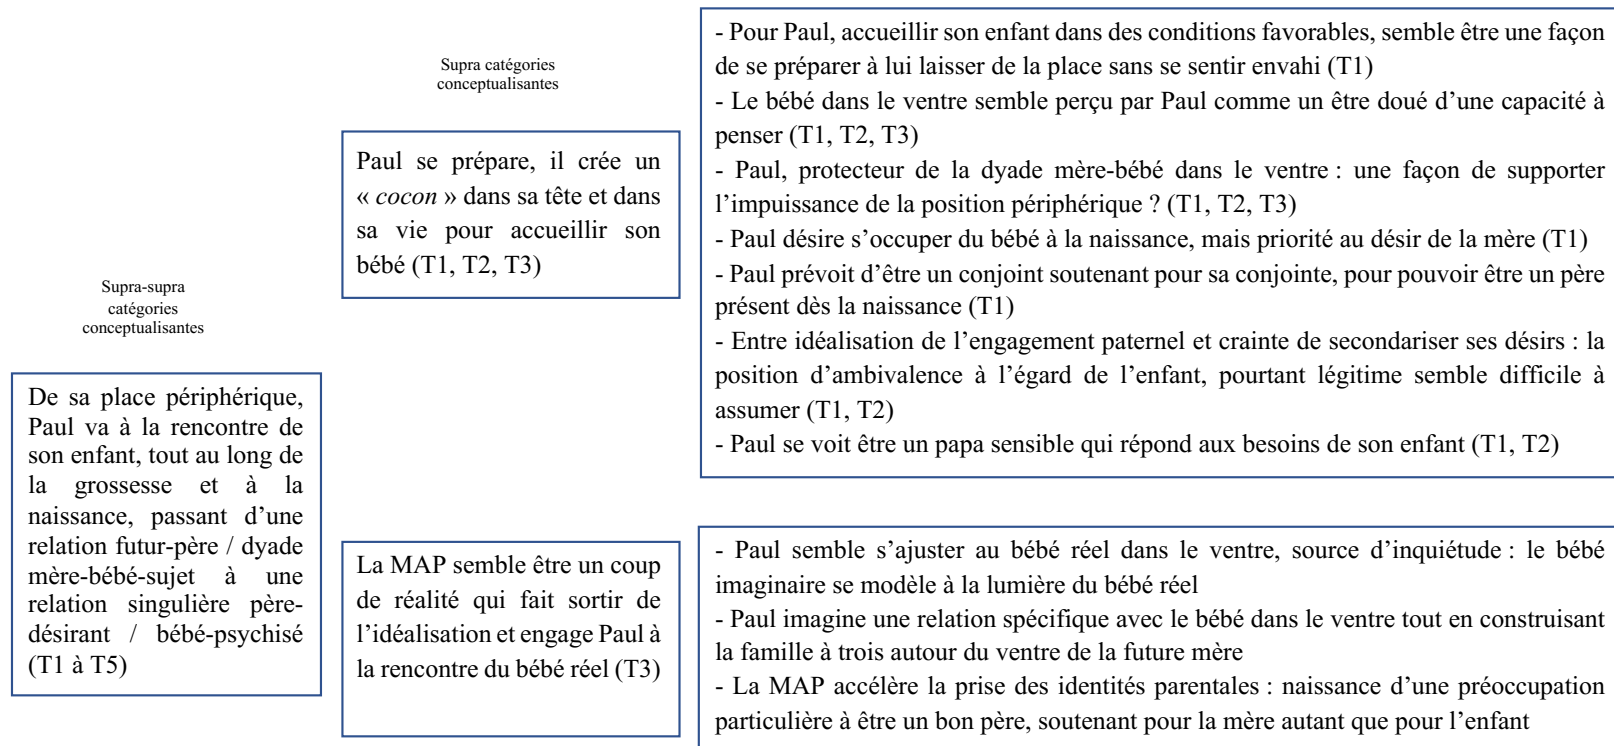 Supra-supra
catégories
conceptualisantes
De sa place périphérique,
Paul va à la rencontre de
son enfant, tout au long de
la grossesse et à la
naissance, passant d’une
relation futur-père / dyade
mère-bébé-sujet à une
relation singulière père-
désirant / bébé-psychisé
(T1 à T5)
Supra catégories
conceptualisantes
Paul se prépare, il crée un
« cocon » dans sa tête et dans
sa vie pour accueillir son
bébé (T1, T2, T3)
- Pour Paul, accueillir son enfant dans des conditions favorables, semble être une façon
de se préparer à lui laisser de la place sans se sentir envahi (T1)
- Le bébé dans le ventre semble perçu par Paul comme un être doué d’une capacité à
penser (T1, T2, T3)
- Paul, protecteur de la dyade mère-bébé dans le ventre : une façon de supporter
l’impuissance de la position périphérique ? (T1, T2, T3)
- Paul désire s’occuper du bébé à la naissance, mais priorité au désir de la mère (T1)
- Paul prévoit d’être un conjoint soutenant pour sa conjointe, pour pouvoir être un père
présent dès la naissance (T1)
- Entre idéalisation de l’engagement paternel et crainte de secondariser ses désirs : la
position d’ambivalence à l’égard de l’enfant, pourtant légitime semble difficile à
assumer (T1, T2)
- Paul se voit être un papa sensible qui répond aux besoins de son enfant (T1, T2)
La MAP semble être un coup
de réalité qui fait sortir de
l’idéalisation et engage Paul à
la rencontre du bébé réel (T3)
- Paul semble s’ajuster au bébé réel dans le ventre, source d’inquiétude : le bébé
imaginaire se modèle à la lumière du bébé réel
- Paul imagine une relation spécifique avec le bébé dans le ventre tout en construisant
la famille à trois autour du ventre de la future mère
- La MAP accélère la prise des identités parentales : naissance d’une préoccupation
particulière à être un bon père, soutenant pour la mère autant que pour l’enfant